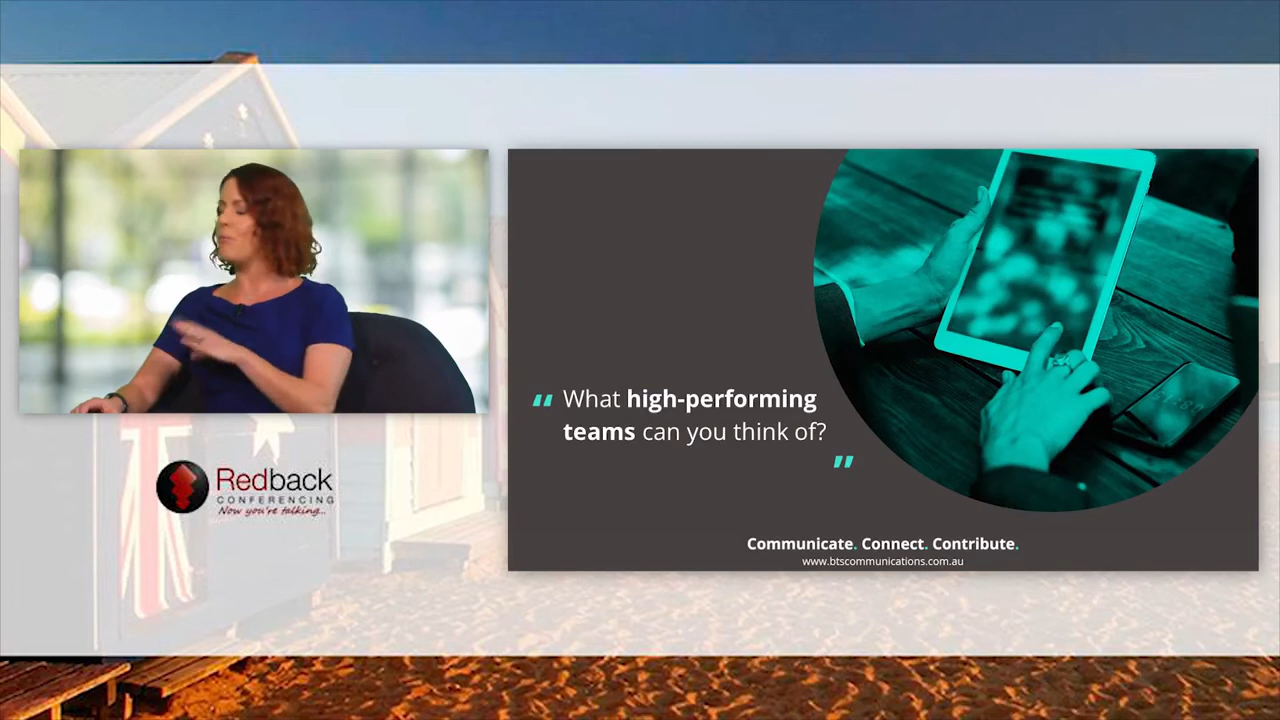 Redback
CONFERENCING
Now you're talking...
“ What high-performing
teams can you think of?
”
Communicate. Connect. Contribute.
www.btscommunications.com.au